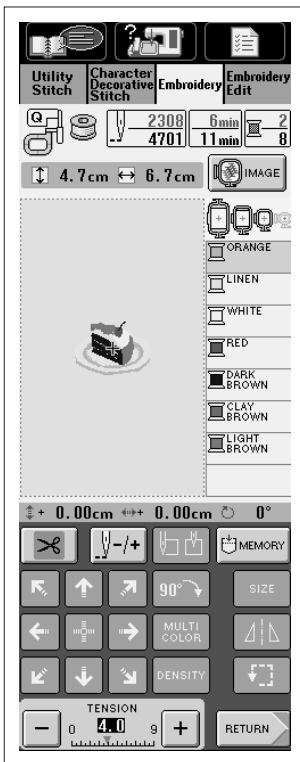 Utility Stitch
Character Decorative Stitch
Embroidery
Embroidery Edit
Q
2308
4701
6min
11min
2
8
4.7cm 6.7cm
IMAGE
ORANGE
LINEN
WHITE
RED
DARK BROWN
CLAY BROWN
LIGHT BROWN
+ 0.00cm + 0.00cm 0°
-/+
MEMORY
90°
SIZE
MULTI COLOR
DENSITY
TENSION
- 0 4.0 9 +
RETURN